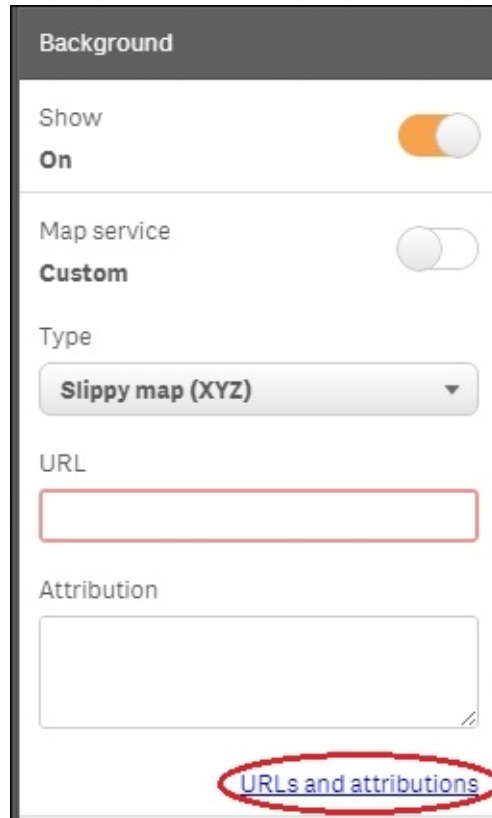 Background
Show
On
Map service
Custom
Type
Slippy map (XYZ)
URL
Attribution
URLs and attributions